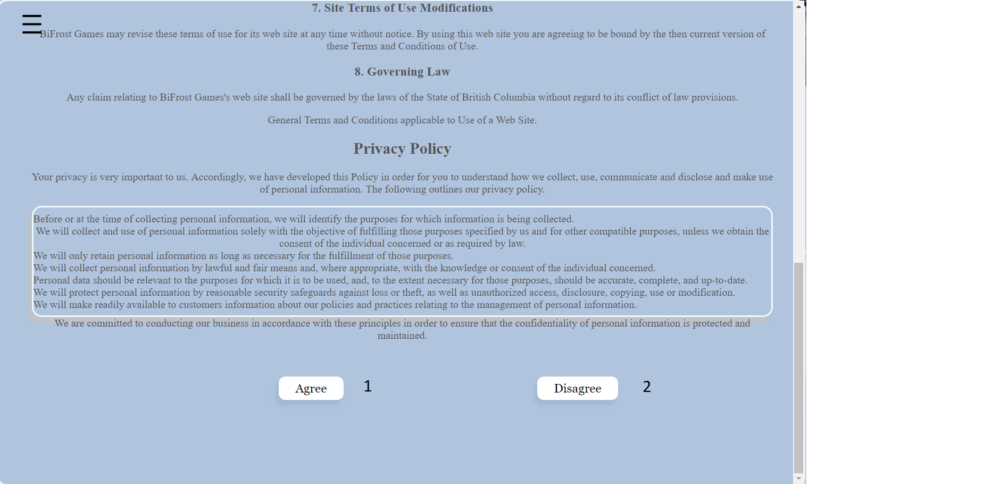 7. Site Terms of Use Modifications
BiFrost Games may revise these terms of use for its web site at any time without notice. By using this web site you are agreeing to be bound by the then current version of
these Terms and Conditions of Use.
8. Governing Law
Any claim relating to BiFrost Games's web site shall be governed by the laws of the State of British Columbia without regard to its conflict of law provisions.
General Terms and Conditions applicable to Use of a Web Site.
Privacy Policy
Your privacy is very important to us. Accordingly, we have developed this Policy in order for you to understand how we collect, use, communicate and disclose and make use
of personal information. The following outlines our privacy policy.
Before or at the time of collecting personal information, we will identify the purposes for which information is being collected.
We will collect and use of personal information solely with the objective of fulfilling those purposes specified by us and for other compatible purposes, unless we obtain the
consent of the individual concerned or as required by law.
We will only retain personal information as long as necessary for the fulfillment of those purposes.
We will collect personal information by lawful and fair means and, where appropriate, with the knowledge or consent of the individual concerned.
Personal data should be relevant to the purposes for which it is to be used, and, to the extent necessary for those purposes, should be accurate, complete, and up-to-date.
We will protect personal information by reasonable security safeguards against loss or theft, as well as unauthorized access, disclosure, copying, use or modification.
We will make readily available to customers information about our policies and practices relating to the management of personal information.
We are committed to conducting our business in accordance with these principles in order to ensure that the confidentiality of personal information is protected and
maintained.
Agree 1 Disagree 2